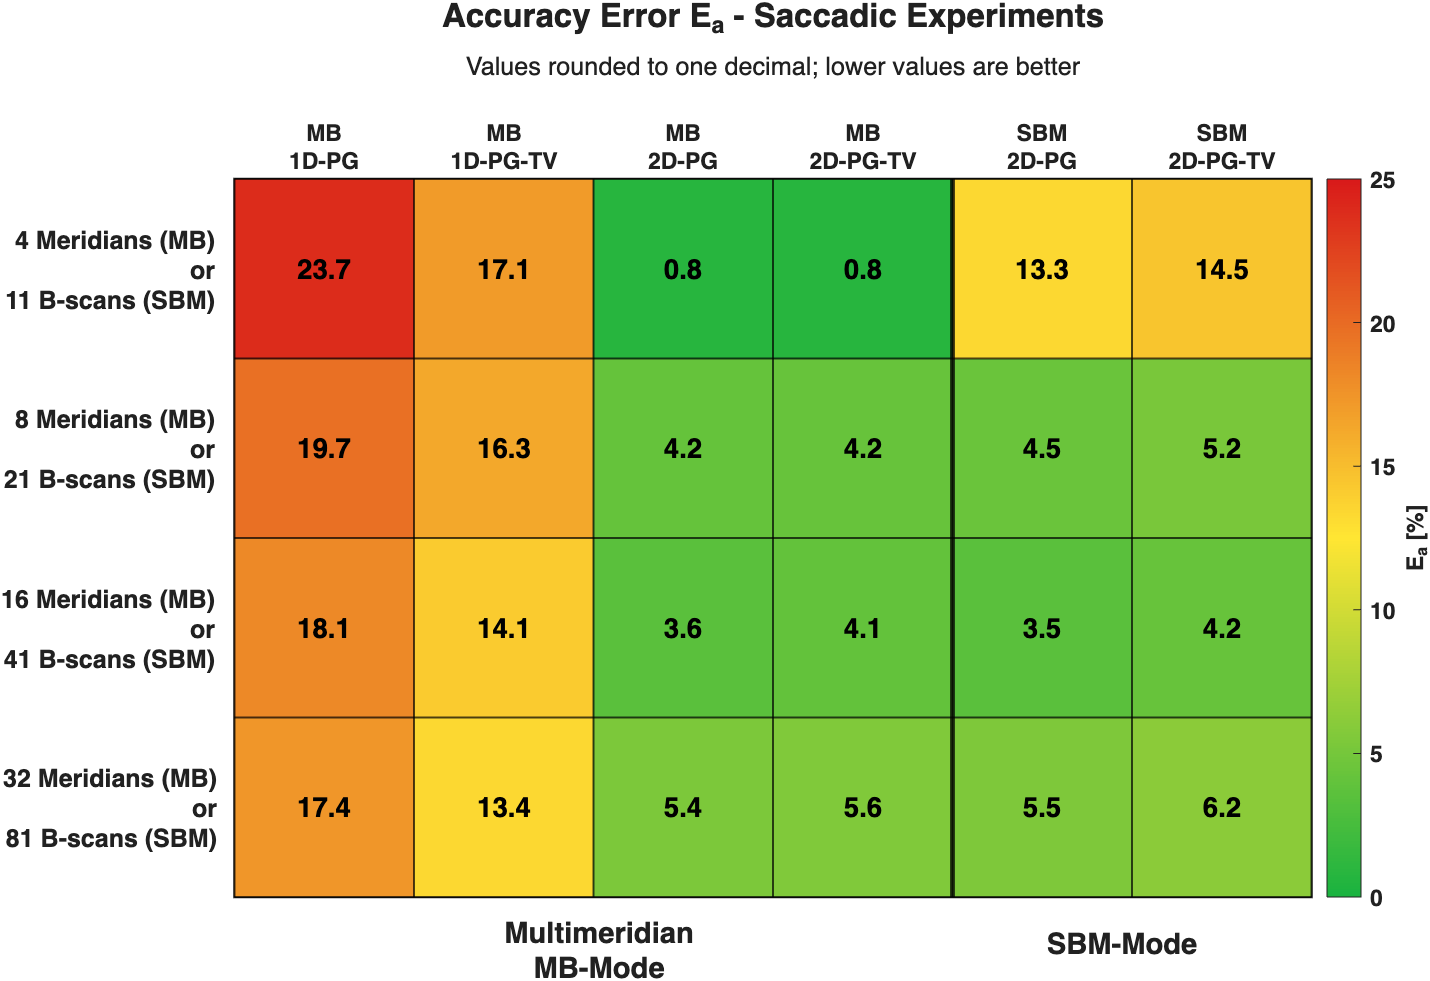 Accuracy Error Ea - Saccadic Experiments
Values rounded to one decimal; lower values are better
MB MB MB MB SBM SBM
1D-PG 1D-PG-TV 2D-PG 2D-PG-TV 2D-PG 2D-PG-TV
4 Meridians (MB)
or
11 B-scans (SBM)
23.7 17.1 0.8 0.8 13.3 14.5
8 Meridians (MB)
or
21 B-scans (SBM)
19.7 16.3 4.2 4.2 4.5 5.2
16 Meridians (MB)
or
41 B-scans (SBM)
18.1 14.1 3.6 4.1 3.5 4.2
32 Meridians (MB)
or
81 B-scans (SBM)
17.4 13.4 5.4 5.6 5.5 6.2
25
20
15
10
5
0
Ea [%]
Multimeridian
MB-Mode
SBM-Mode